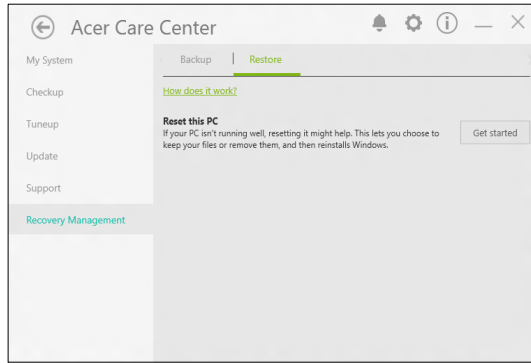 Acer Care Center
My System
Checkup
Tuneup
Update
Support
Recovery Management
Backup
Restore
How does it work?
Reset this PC
If your PC isn't running well, resetting it might help. This lets you choose to
keep your files or remove them, and then reinstalls Windows.
Get started